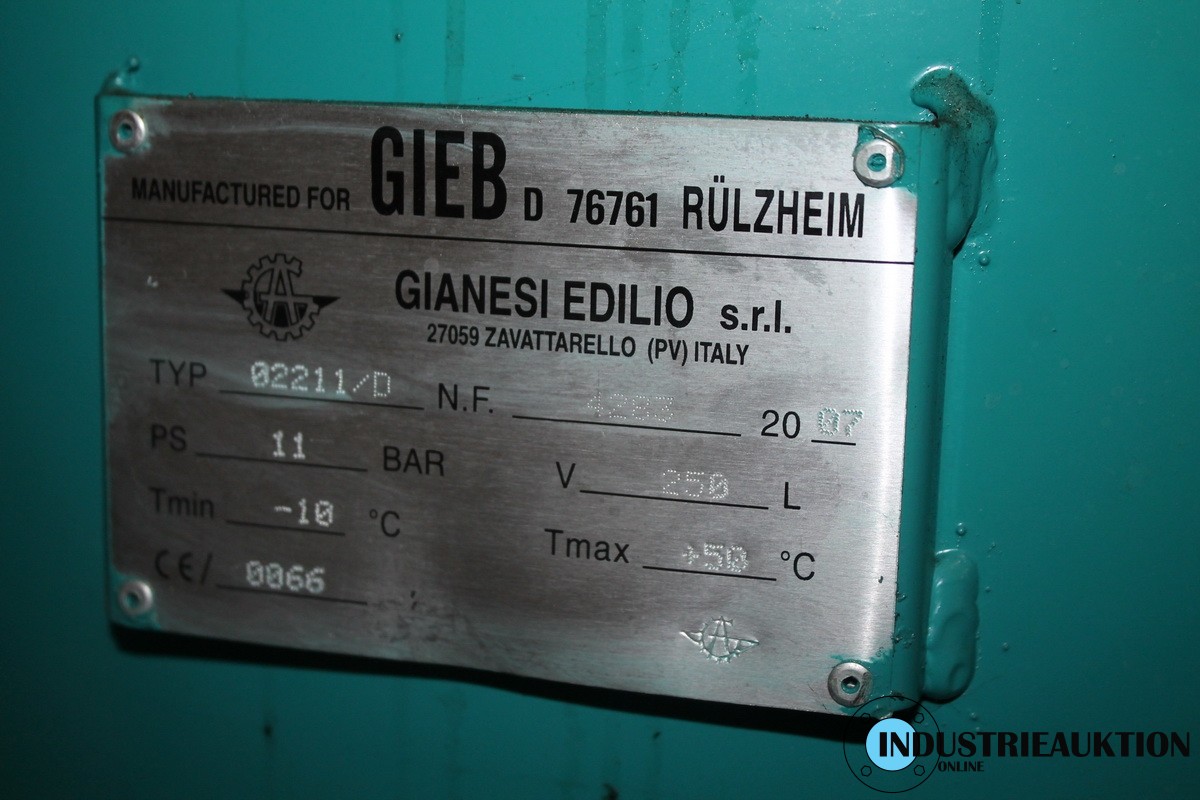 MANUFACTURED FOR GIEB D 76761 RÜLZHEIM
GIANESI EDILIO s.r.l.
27059 ZAVATTARELLO (PV) ITALY
TYP 02211/D N.F. 4283 20 07
PS 11 BAR V 250 L
Tmin -10 °C Tmax +50 °C
CE/ 0066
INDUSTRIEAUKTION
ONLINE